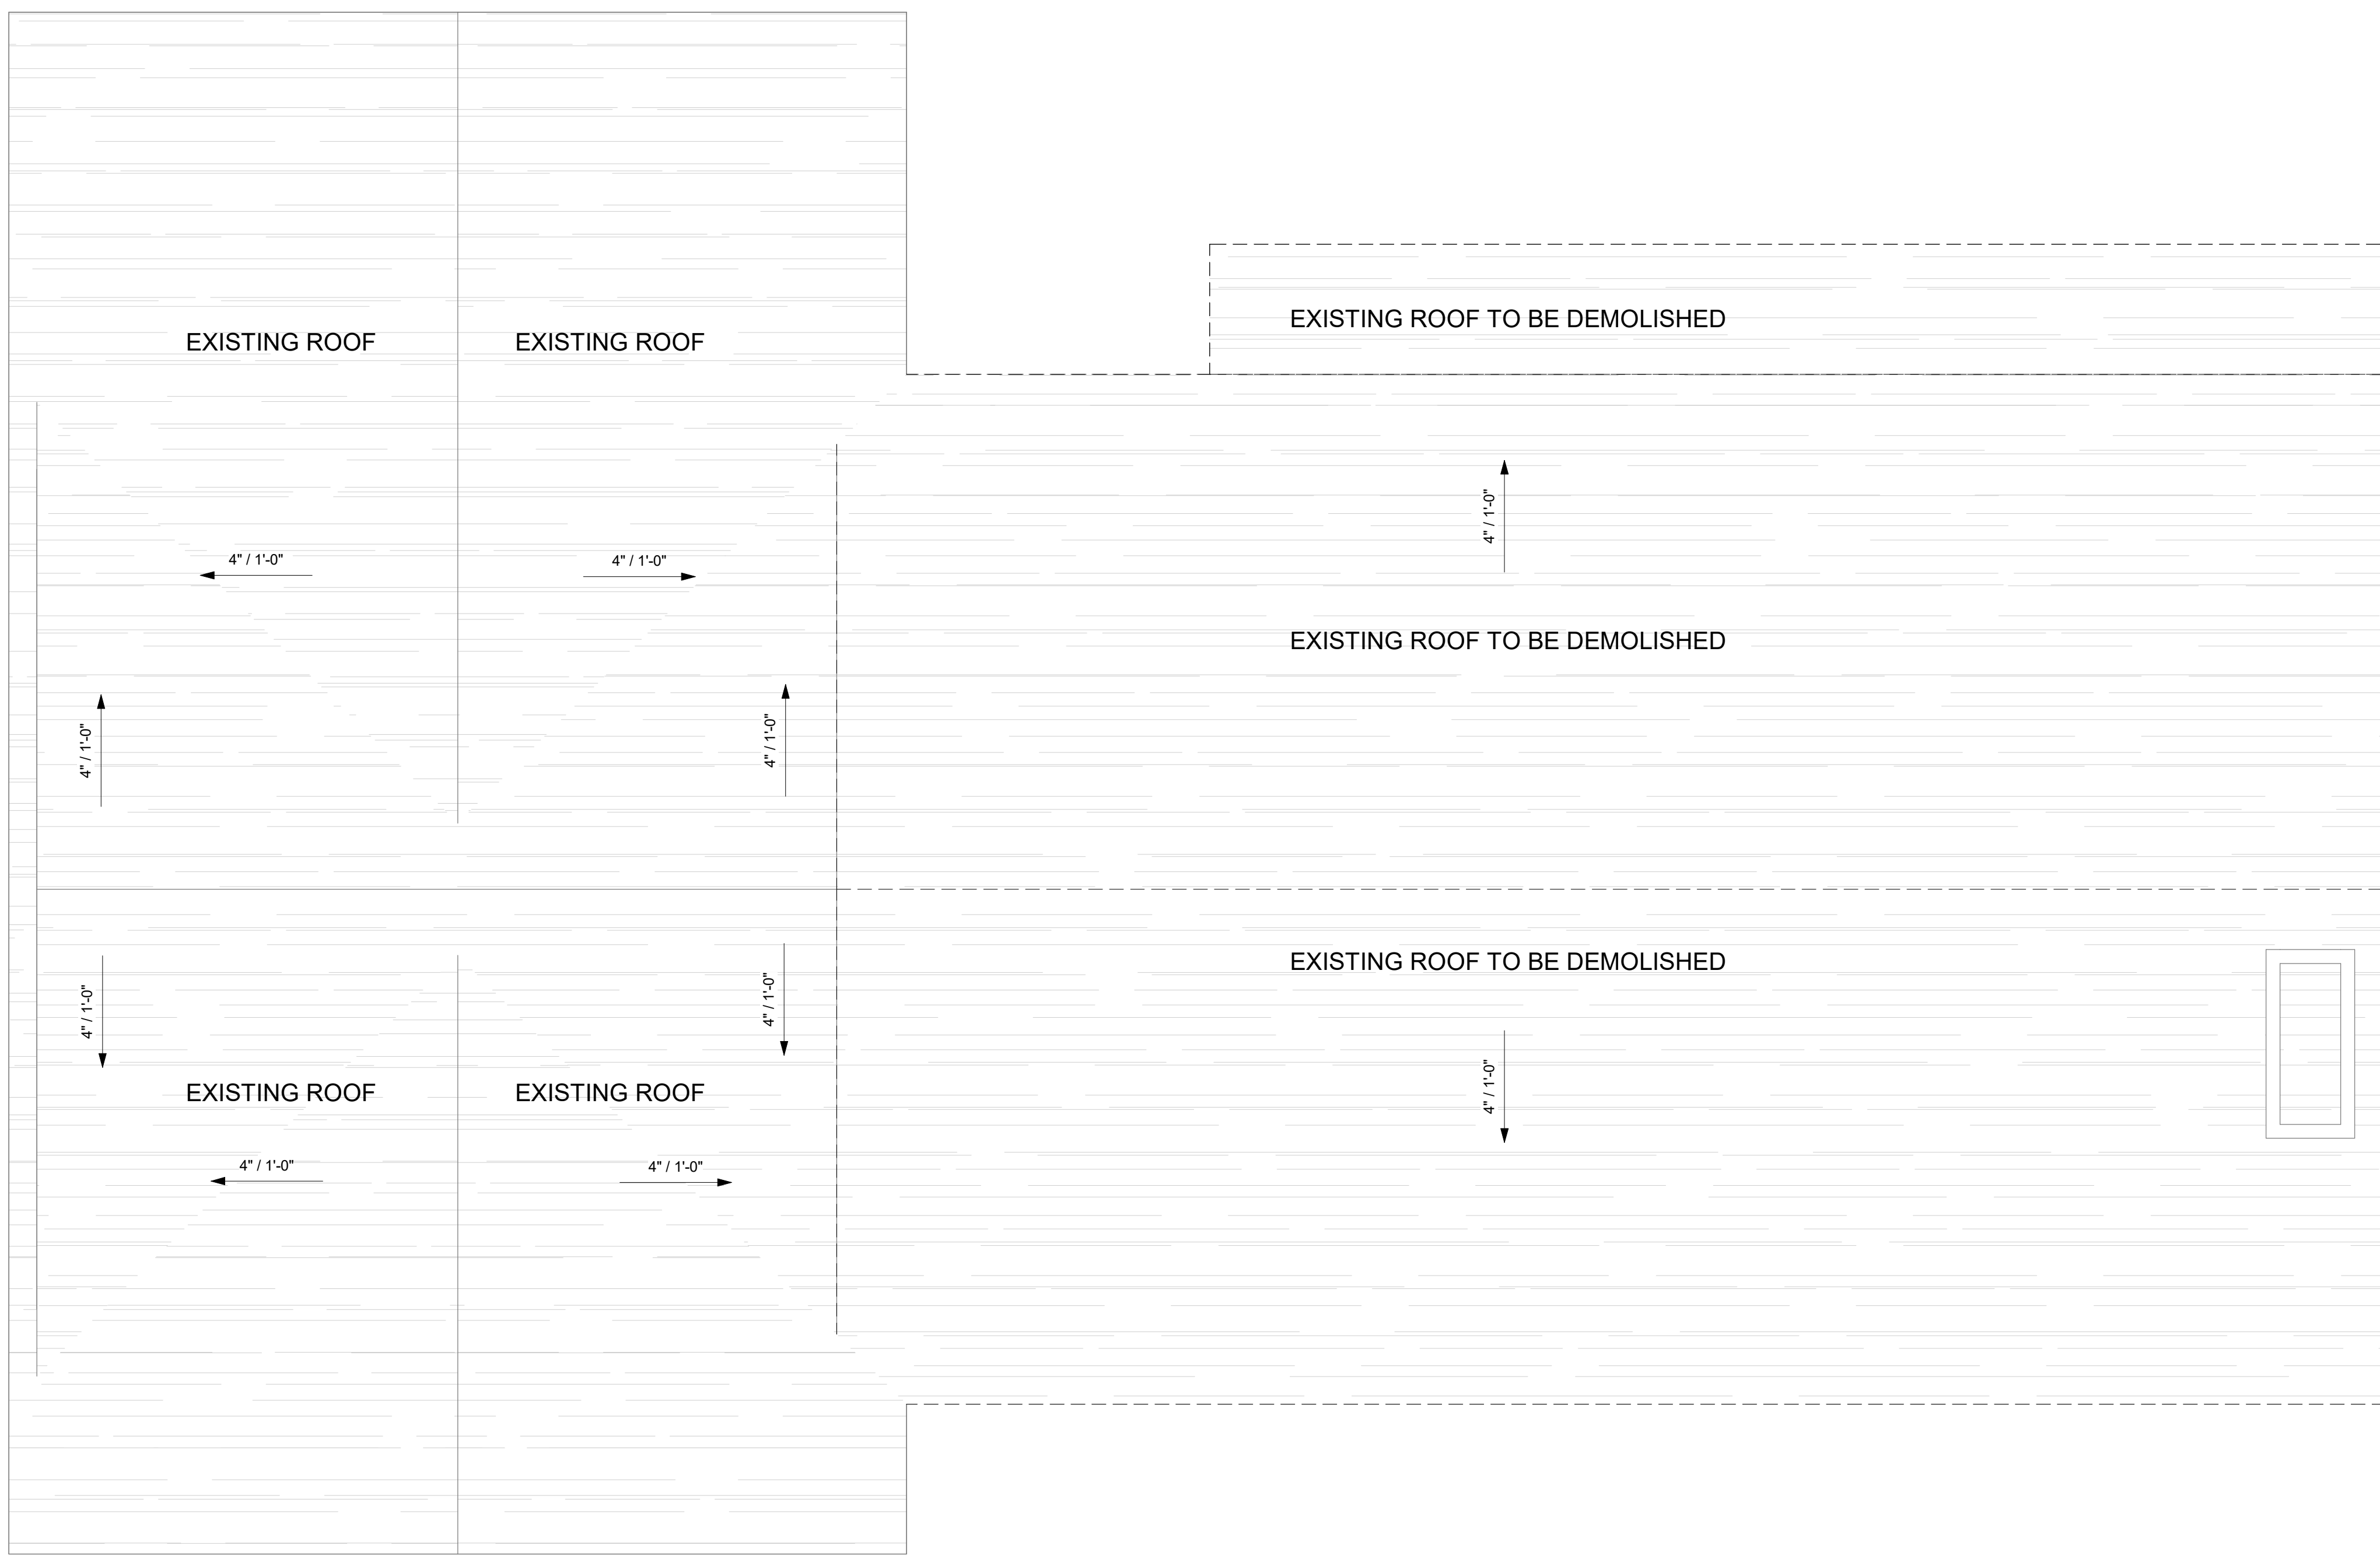 EXISTING ROOF TO BE DEMOLISHED
EXISTING ROOF
EXISTING ROOF
4" / 1'-0"
4" / 1'-0"
4" / 1'-0"
EXISTING ROOF TO BE DEMOLISHED
4" / 1'-0"
4" / 1'-0"
EXISTING ROOF TO BE DEMOLISHED
4" / 1'-0"
4" / 1'-0"
EXISTING ROOF
EXISTING ROOF
4" / 1'-0"
4" / 1'-0"
4" / 1'-0"